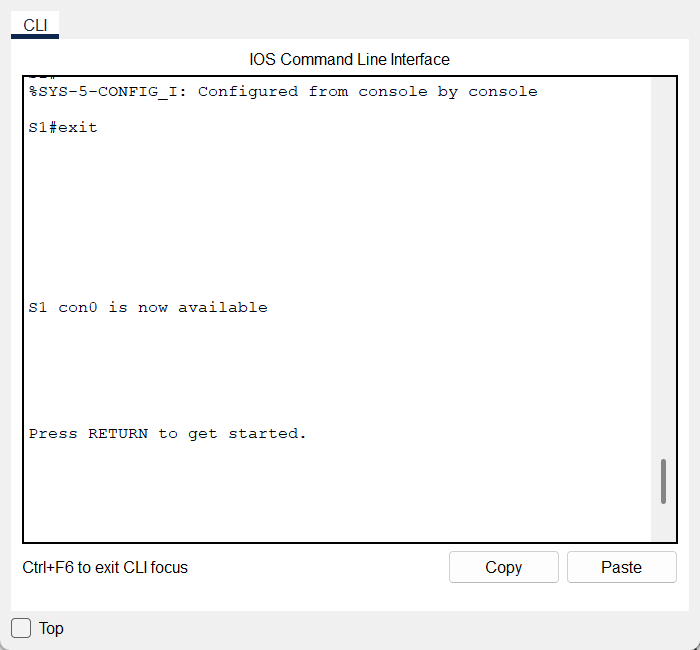 CLI
IOS Command Line Interface
%SYS-5-CONFIG_I: Configured from console by console
S1#exit
S1 con0 is now available
Press RETURN to get started.
Ctrl+F6 to exit CLI focus
Copy
Paste
Top